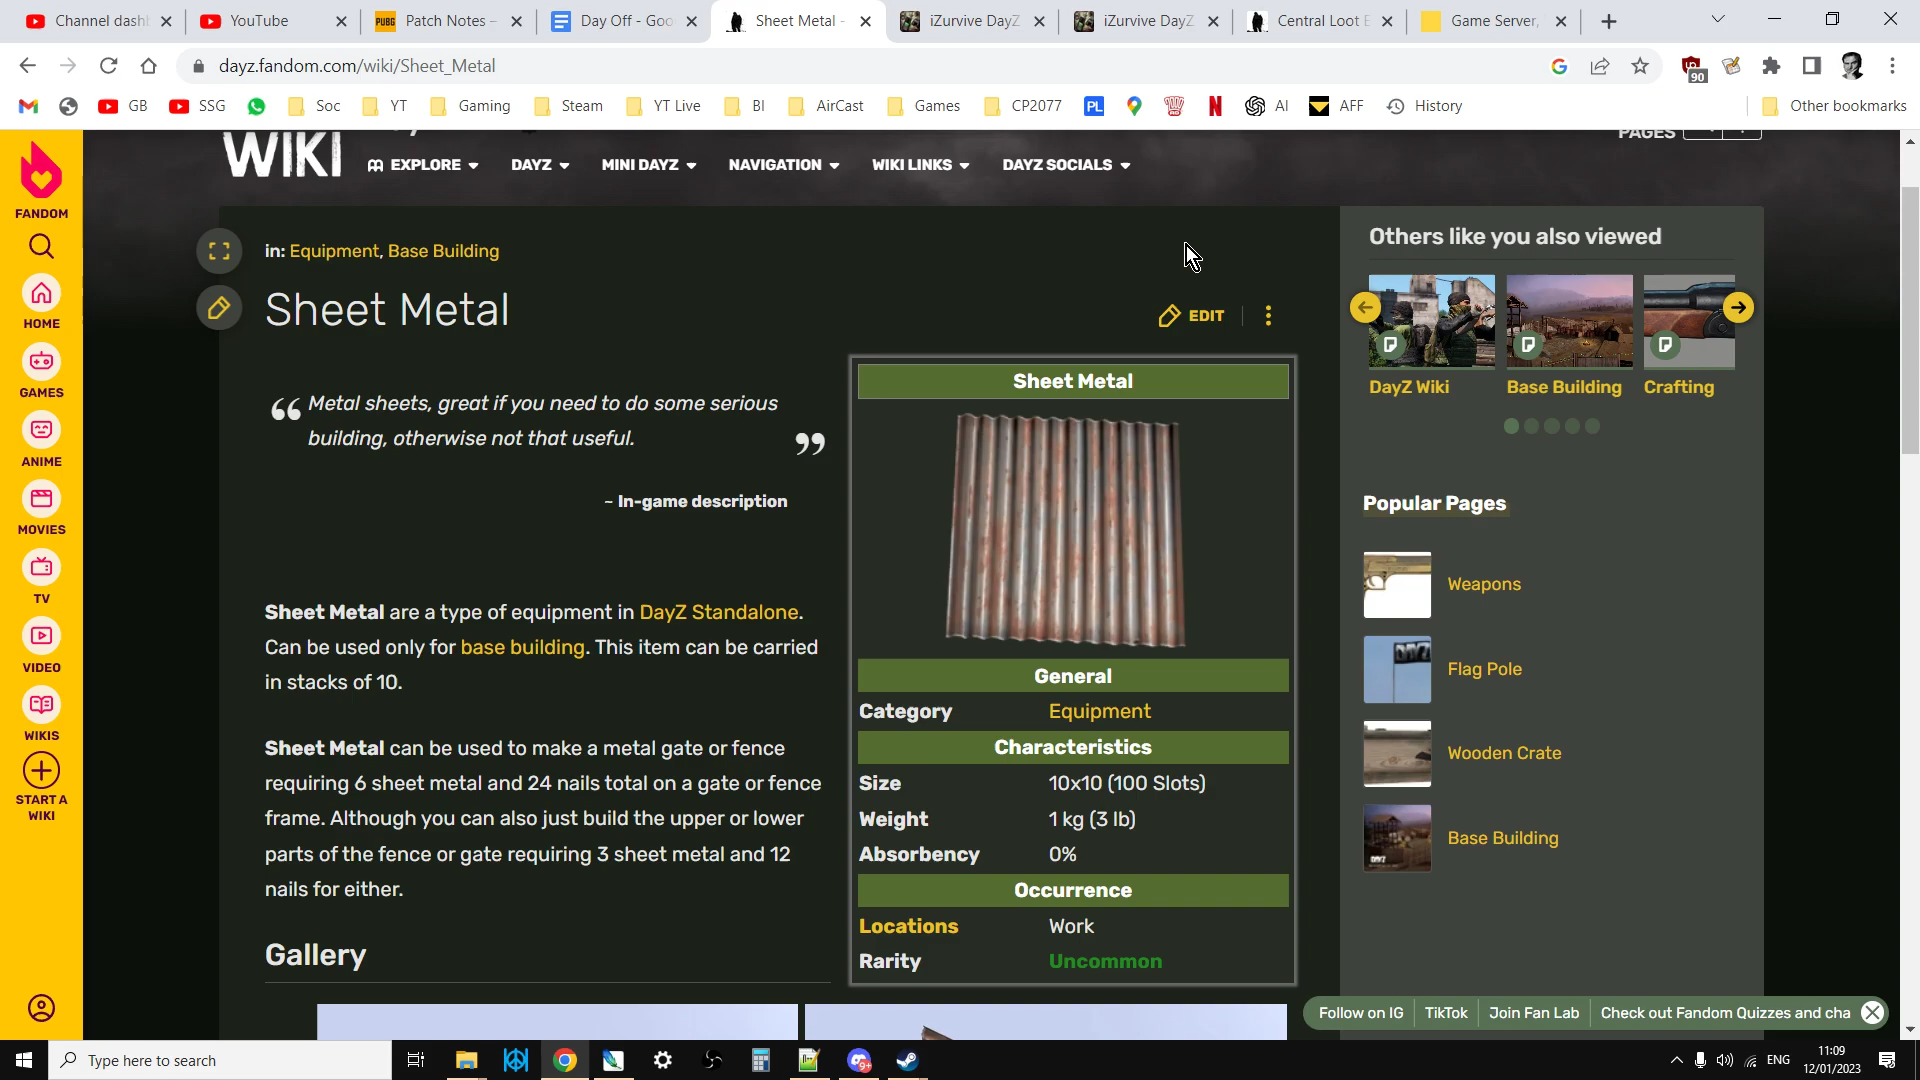 Channel dash
YouTube
PUBG Patch Notes –
Day Off - Goo
Sheet Metal -
iZurvive DayZ
iZurvive DayZ
Central Loot E
Game Server,
dayz.fandom.com/wiki/Sheet_Metal
90
GB
SSG
Soc
YT
Gaming
Steam
YT Live
BI
AirCast
Games
CP2077
PL
AI
AFF
History
Other bookmarks
FANDOM
HOME
GAMES
ANIME
MOVIES
TV
VIDEO
WIKIS
START A
WIKI
WIKI
EXPLORE
DAYZ
MINI DAYZ
NAVIGATION
WIKI LINKS
DAYZ SOCIALS
PAGES
in: Equipment, Base Building
Sheet Metal
EDIT
“ Metal sheets, great if you need to do some serious
building, otherwise not that useful. ”
~ In-game description
Sheet Metal are a type of equipment in DayZ Standalone.
Can be used only for base building. This item can be carried
in stacks of 10.
Sheet Metal can be used to make a metal gate or fence
requiring 6 sheet metal and 24 nails total on a gate or fence
frame. Although you can also just build the upper or lower
parts of the fence or gate requiring 3 sheet metal and 12
nails for either.
Gallery
Sheet Metal
General
Category Equipment
Characteristics
Size 10x10 (100 Slots)
Weight 1 kg (3 lb)
Absorbency 0%
Occurrence
Locations Work
Rarity Uncommon
Others like you also viewed
DayZ Wiki
Base Building
Crafting
Popular Pages
Weapons
DAYZ
Flag Pole
Wooden Crate
DAYZ
Base Building
Follow on IG
TikTok
Join Fan Lab
Check out Fandom Quizzes and cha
Type here to search
ENG
11:09
12/01/2023